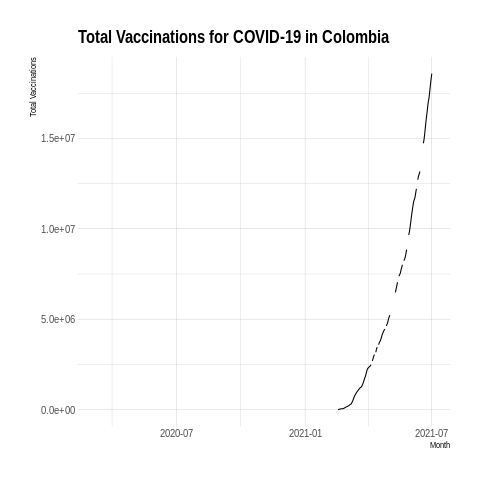 Total Vaccinations for COVID-19 in Colombia
Total Vaccinations
1.5e+07
1.0e+07
5.0e+06
0.0e+00
2020-07 2021-01 2021-07
Month